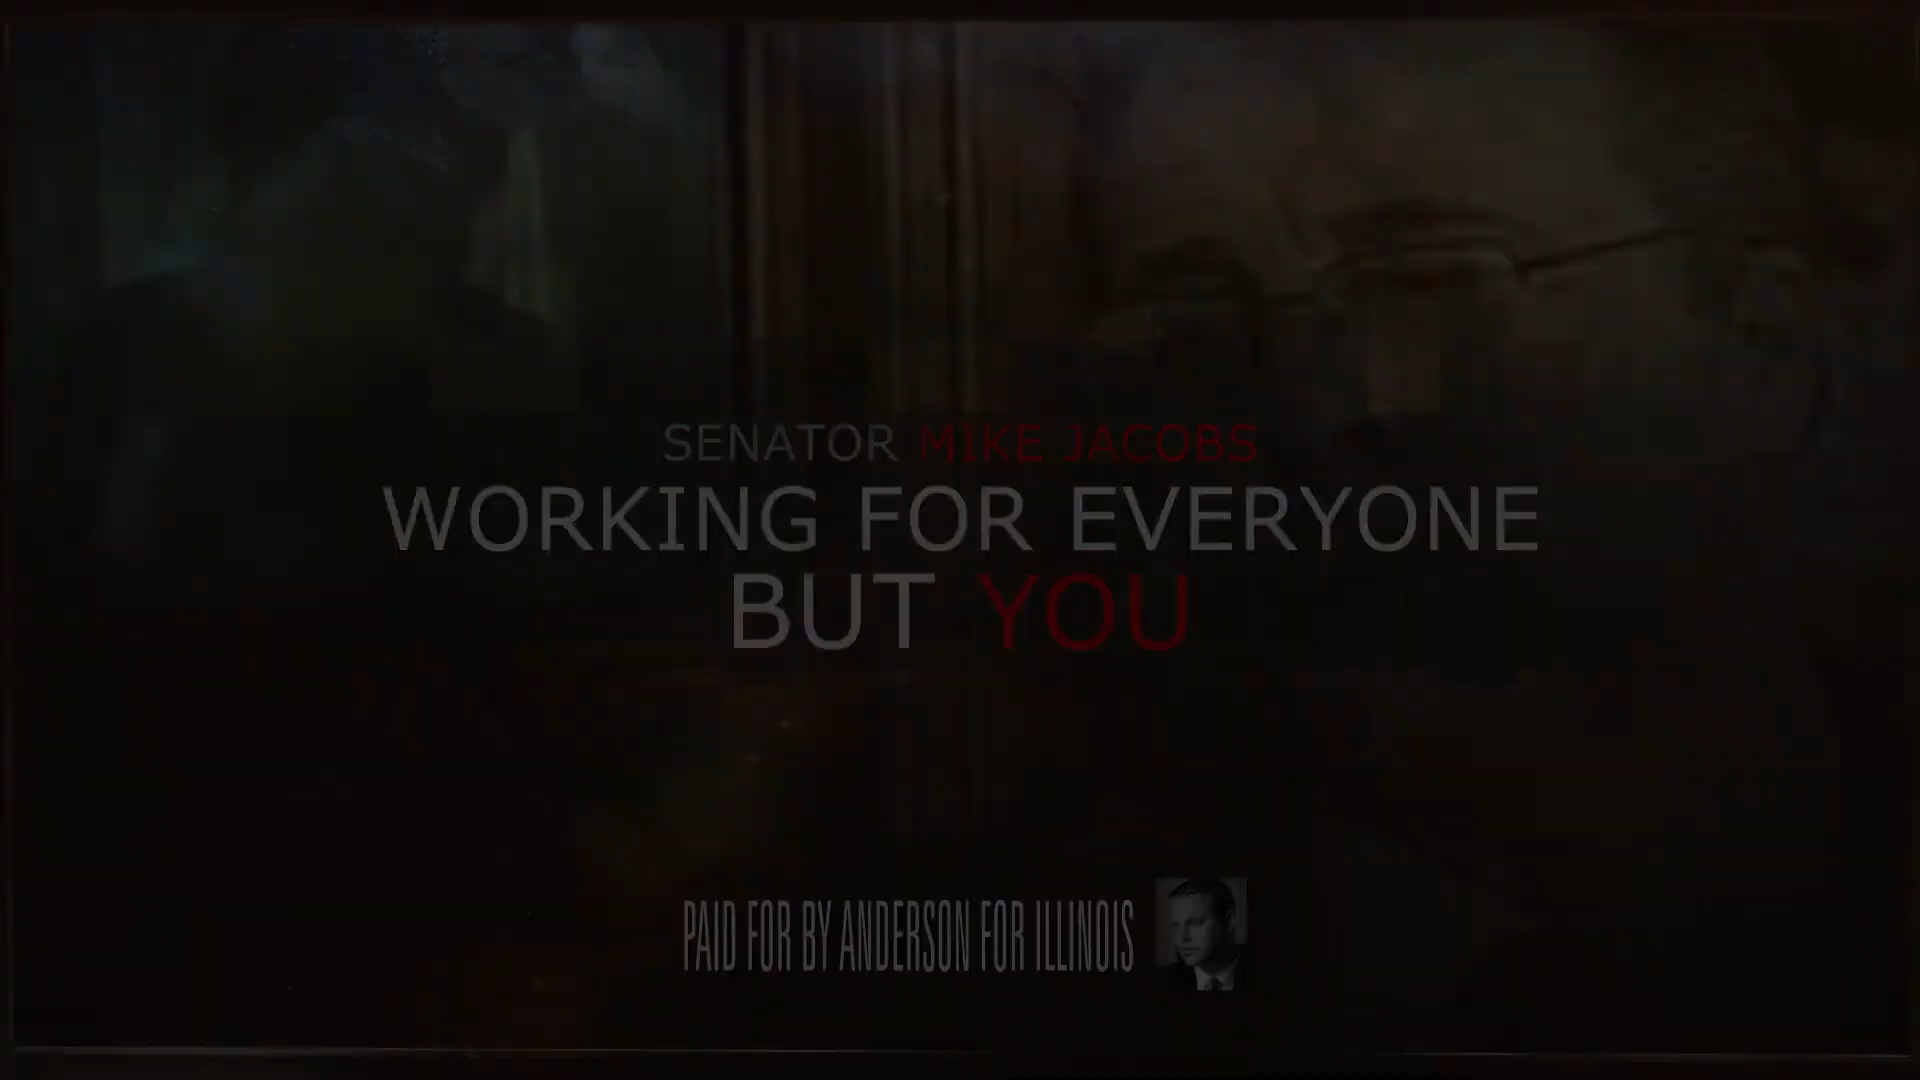 SENATOR MIKE JACOBS
WORKING FOR EVERYONE
BUT YOU
PAID FOR BY ANDERSON FOR ILLINOIS